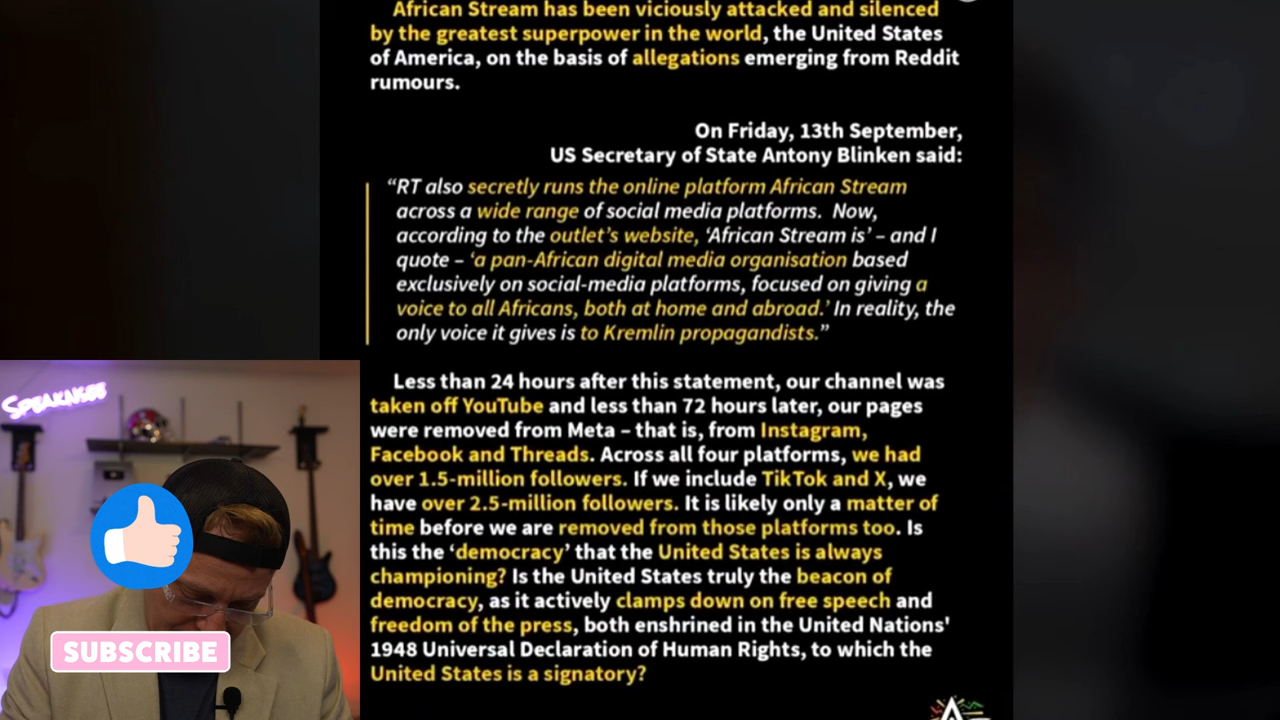 African Stream has been viciously attacked and silenced
by the greatest superpower in the world, the United States
of America, on the basis of allegations emerging from Reddit
rumours.
On Friday, 13th September,
US Secretary of State Antony Blinken said:
“RT also secretly runs the online platform African Stream
across a wide range of social media platforms. Now,
according to the outlet’s website, ‘African Stream is’ – and I
quote – ‘a pan-African digital media organisation based
exclusively on social-media platforms, focused on giving a
voice to all Africans, both at home and abroad.’ In reality, the
only voice it gives is to Kremlin propagandists.”
Less than 24 hours after this statement, our channel was
taken off YouTube and less than 72 hours later, our pages
were removed from Meta – that is, from Instagram,
Facebook and Threads. Across all four platforms, we had
over 1.5-million followers. If we include TikTok and X, we
have over 2.5-million followers. It is likely only a matter of
time before we are removed from those platforms too. Is
this the ‘democracy’ that the United States is always
championing? Is the United States truly the beacon of
democracy, as it actively clamps down on free speech and
freedom of the press, both enshrined in the United Nations'
1948 Universal Declaration of Human Rights, to which the
United States is a signatory?
SPEAKNSEE
SUBSCRIBE